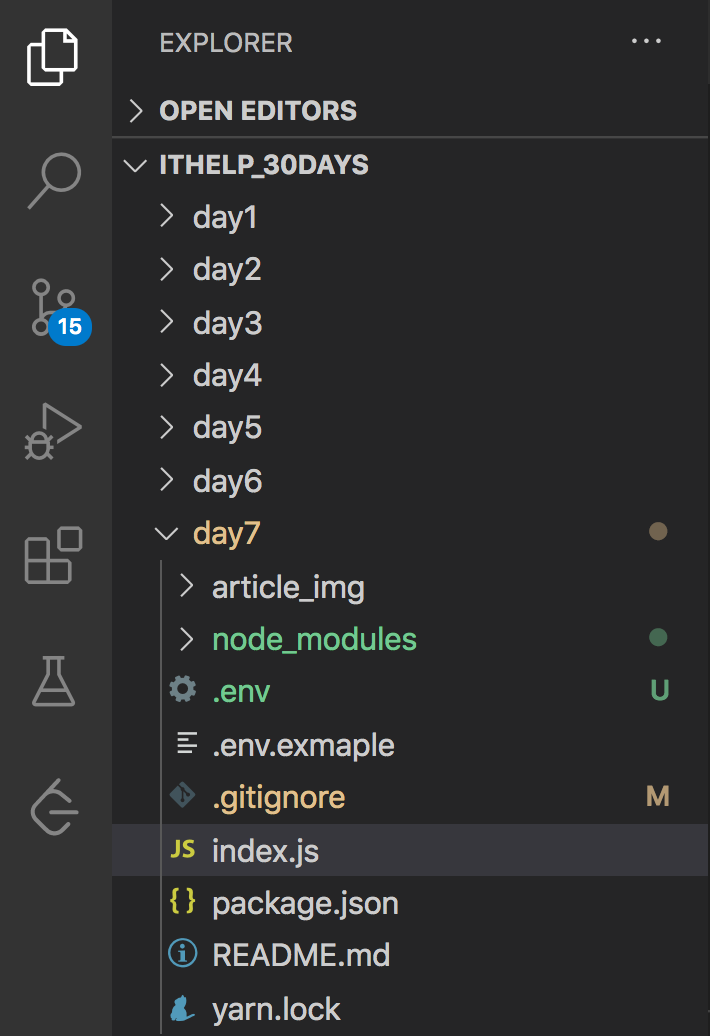 EXPLORER ...
OPEN EDITORS
ITHELP_30DAYS
day1
day2
15
day3
day4
day5
day6
day7
article_img
node_modules
.env U
.env.exmaple
.gitignore M
JS index.js
{ } package.json
README.md
yarn.lock